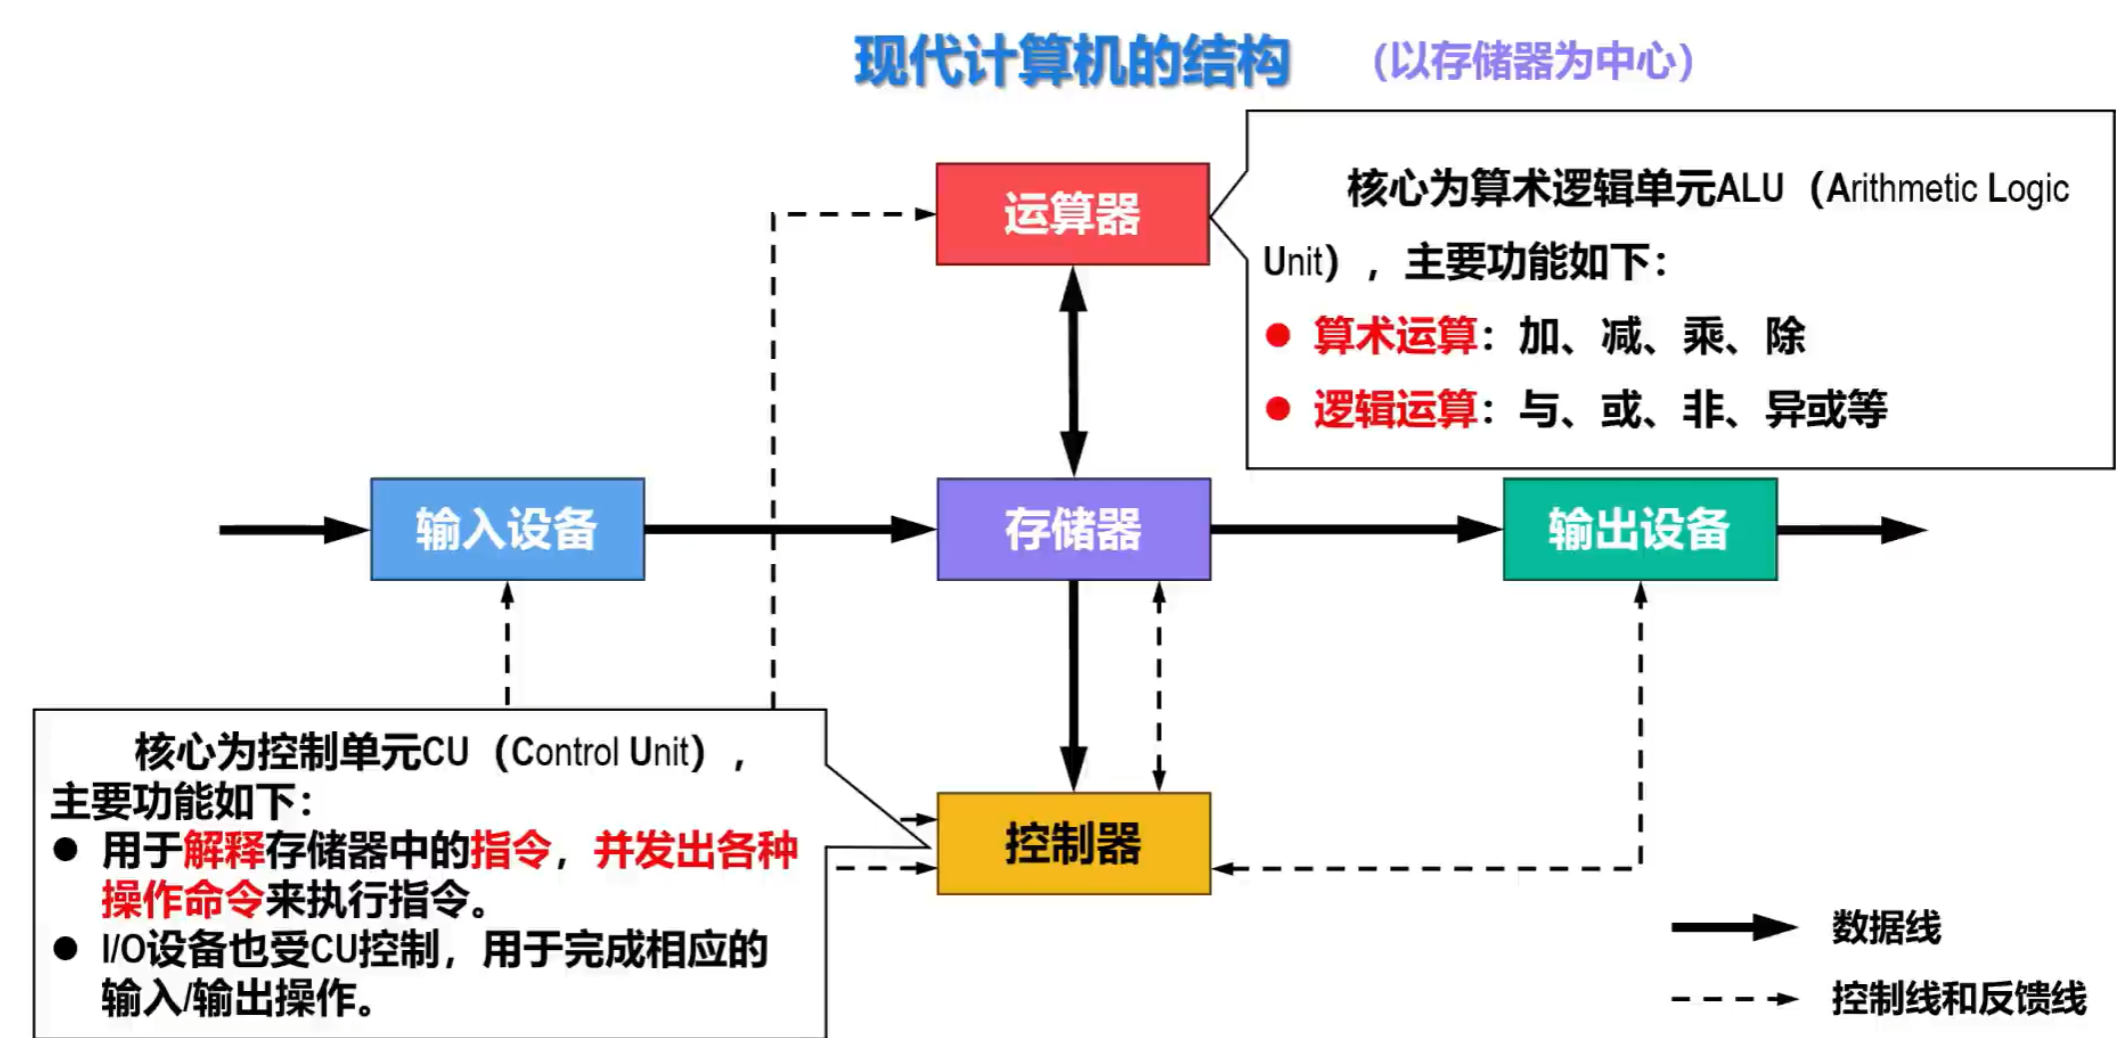 现代计算机的结构 （以存储器为中心）
运算器
核心为算术逻辑单元ALU（Arithmetic Logic
Unit），主要功能如下：
● 算术运算：加、减、乘、除
● 逻辑运算：与、或、非、异或等
输入设备
存储器
输出设备
核心为控制单元CU（Control Unit），
主要功能如下：
● 用于解释存储器中的指令，并发出各种
操作命令来执行指令。
● I/O设备也受CU控制，用于完成相应的
输入/输出操作。
控制器
数据线
控制线和反馈线